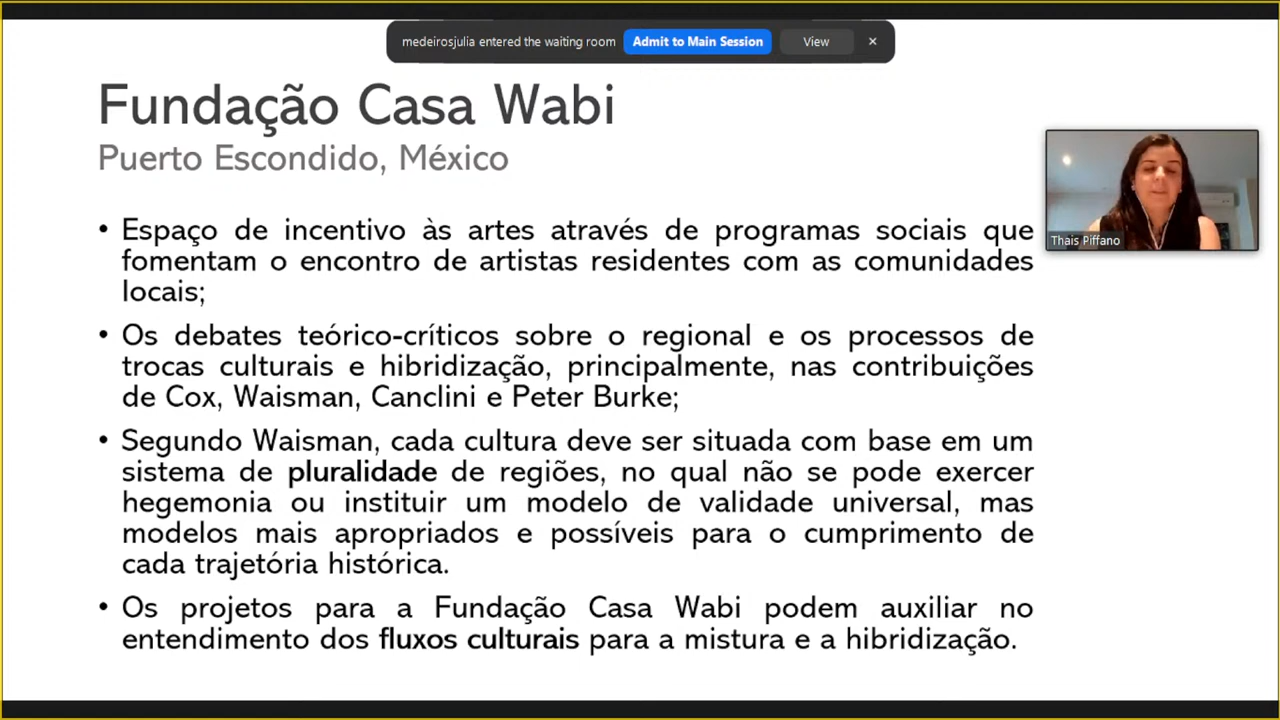 medeirosjulia entered the waiting room Admit to Main Session View ×
Fundação Casa Wabi
Puerto Escondido, México
• Espaço de incentivo às artes através de programas sociais que
fomentam o encontro de artistas residentes com as comunidades
locais;
• Os debates teórico-críticos sobre o regional e os processos de
trocas culturais e hibridização, principalmente, nas contribuições
de Cox, Waisman, Canclini e Peter Burke;
• Segundo Waisman, cada cultura deve ser situada com base em um
sistema de pluralidade de regiões, no qual não se pode exercer
hegemonia ou instituir um modelo de validade universal, mas
modelos mais apropriados e possíveis para o cumprimento de
cada trajetória histórica.
• Os projetos para a Fundação Casa Wabi podem auxiliar no
entendimento dos fluxos culturais para a mistura e a hibridização.
Thais Piffano